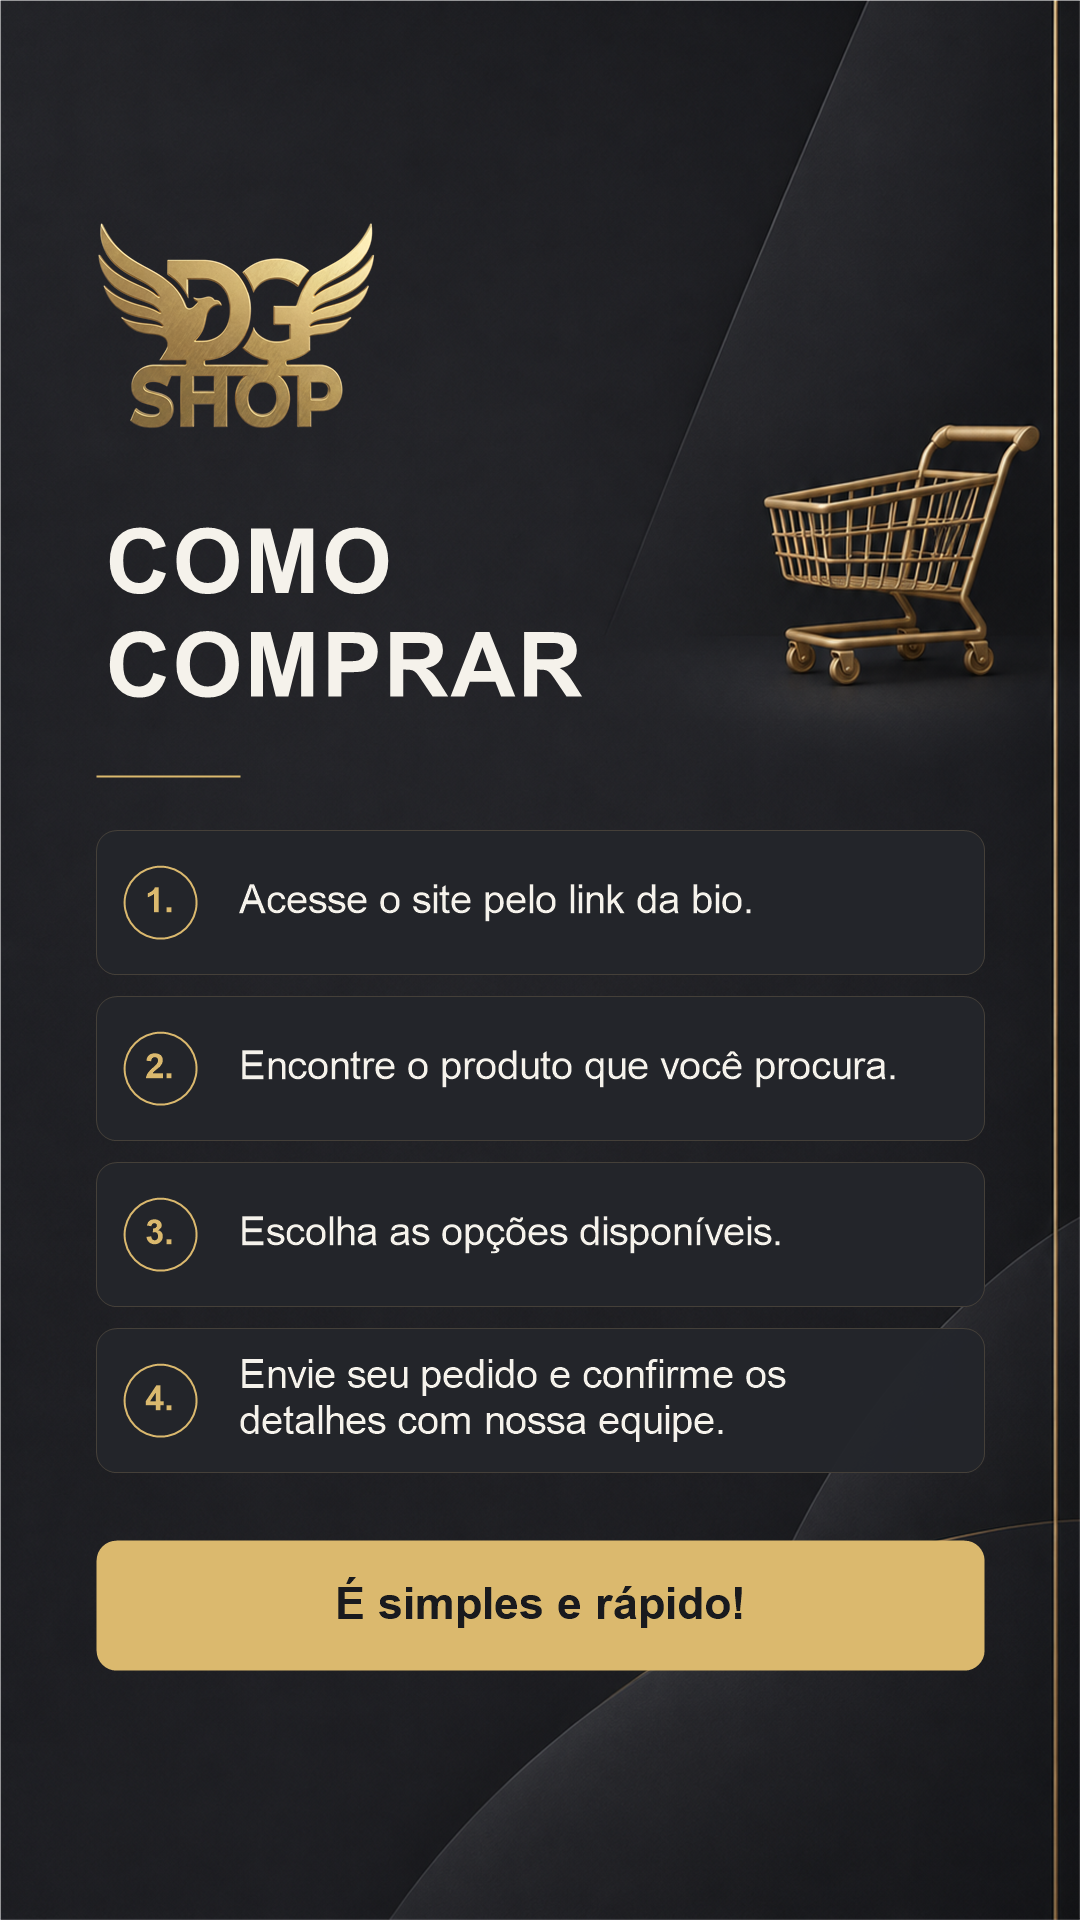 DG
SHOP
COMO
COMPRAR
1. Acesse o site pelo link da bio.
2. Encontre o produto que você procura.
3. Escolha as opções disponíveis.
4. Envie seu pedido e confirme os
detalhes com nossa equipe.
É simples e rápido!